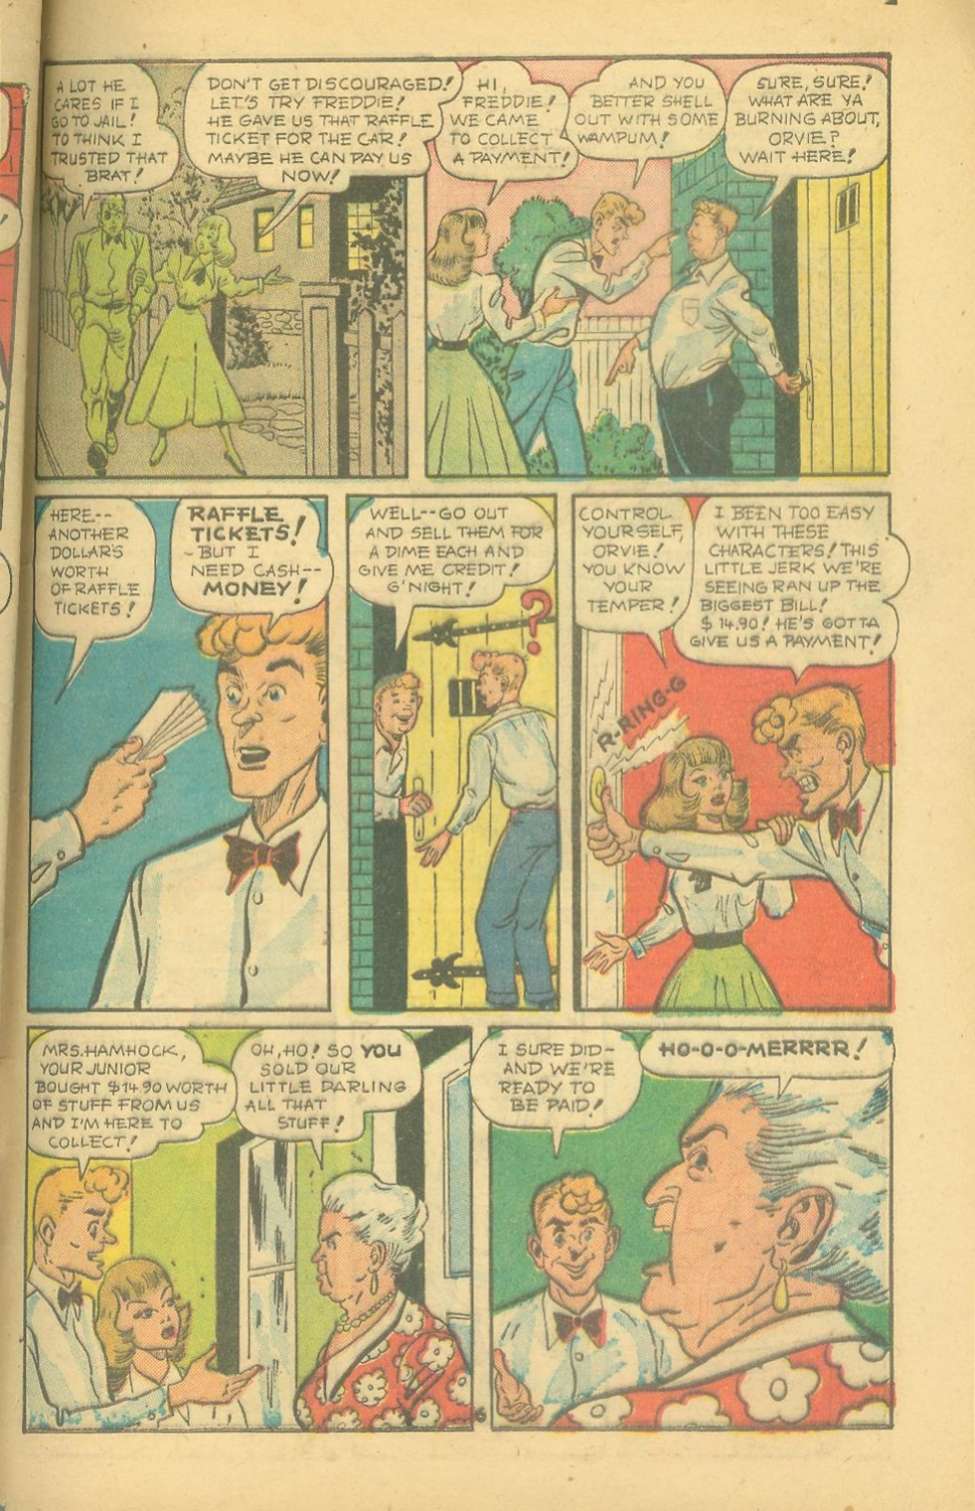 A LOT HE
CARES IF I
GO TO JAIL!
TO THINK I
TRUSTED THAT
BRAT!
DON'T GET DISCOURAGED!
LET'S TRY FREDDIE!
HE GAVE US THAT RAFFLE
TICKET FOR THE CAR!
MAYBE HE CAN PAY US
NOW!
HI,
FREDDIE!
WE CAME
TO COLLECT
A PAYMENT!
AND YOU
BETTER SHELL
OUT WITH SOME
WAMPUM!
SURE, SURE!
WHAT ARE YA
BURNING ABOUT,
ORVIE?
WAIT HERE!
HERE--
ANOTHER
DOLLAR'S
WORTH
OF RAFFLE
TICKETS!
RAFFLE
TICKETS!
-BUT I
NEED CASH--
MONEY!
WELL--GO OUT
AND SELL THEM FOR
A DIME EACH AND
GIVE ME CREDIT!
G'NIGHT!
?
CONTROL
YOURSELF,
ORVIE!
YOU KNOW
YOUR
TEMPER!
I BEEN TOO EASY
WITH THESE
CHARACTERS! THIS
LITTLE JERK WE'RE
SEEING RAN UP THE
BIGGEST BILL!
$14.90! HE'S GOTTA
GIVE US A PAYMENT!
R-RING-G
MRS. HAMHOCK,
YOUR JUNIOR
BOUGHT $14.90 WORTH
OF STUFF FROM US
AND I'M HERE TO
COLLECT!
OH, HO! SO YOU
SOLD OUR
LITTLE DARLING
ALL THAT
STUFF!
I SURE DID-
AND WE'RE
READY TO
BE PAID!
HO-O-O-MERRRR!
6